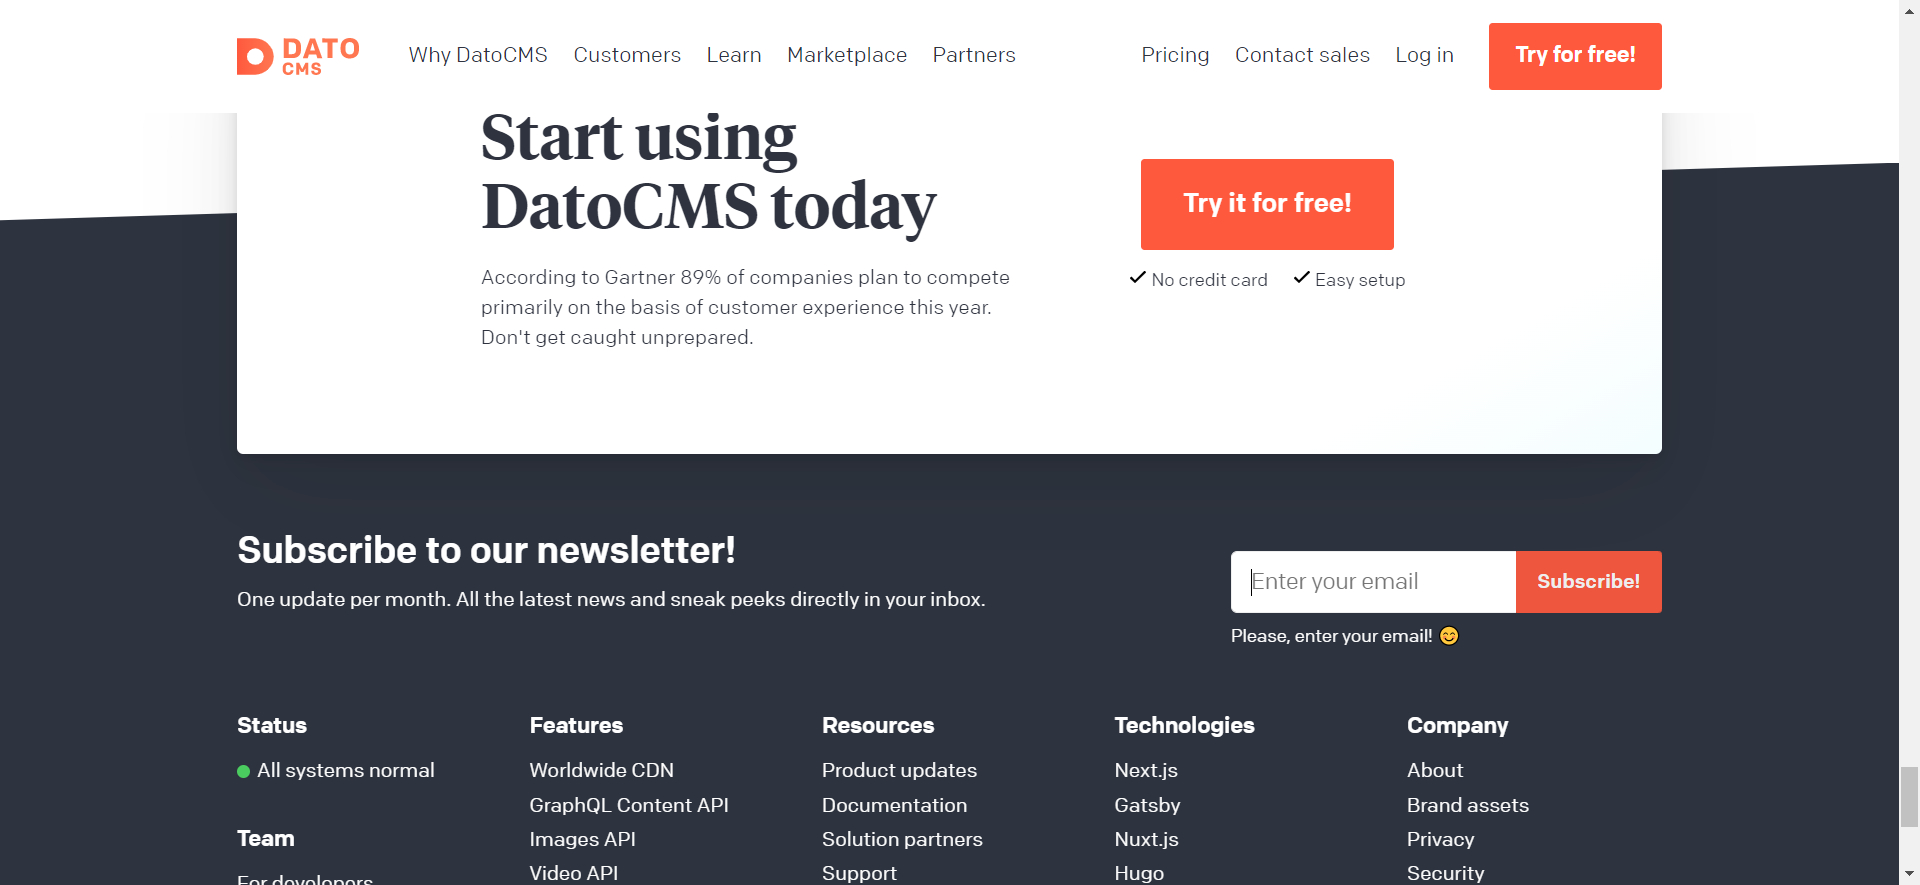 DATO
CMS
Why DatoCMS Customers Learn Marketplace Partners Pricing Contact sales Log in Try for free!
Start using
DatoCMS today
According to Gartner 89% of companies plan to compete
primarily on the basis of customer experience this year.
Don't get caught unprepared.
Try it for free!
No credit card Easy setup
Subscribe to our newsletter!
One update per month. All the latest news and sneak peeks directly in your inbox.
Enter your email Subscribe!
Please, enter your email! 😊
Status
All systems normal
Team
For developers
Features
Worldwide CDN
GraphQL Content API
Images API
Video API
Resources
Product updates
Documentation
Solution partners
Support
Technologies
Next.js
Gatsby
Nuxt.js
Hugo
Company
About
Brand assets
Privacy
Security